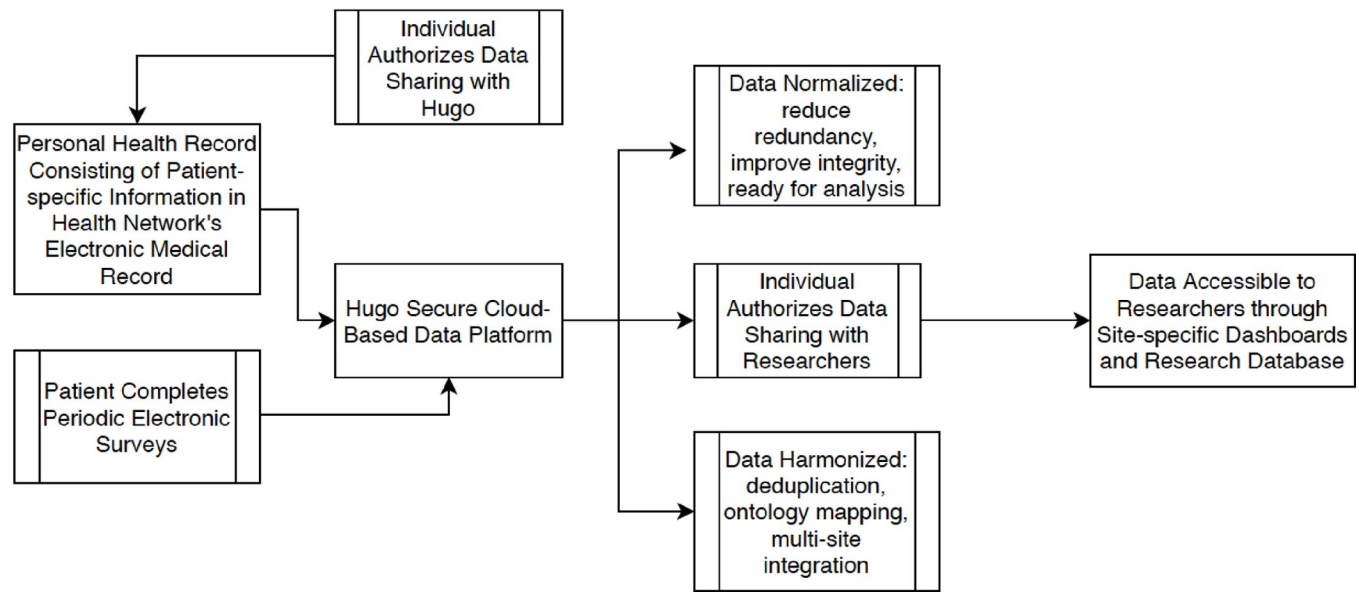 Individual
Authorizes Data
Sharing with
Hugo
Personal Health Record
Consisting of Patient-
specific Information in
Health Network's
Electronic Medical
Record
Patient Completes
Periodic Electronic
Surveys
Hugo Secure Cloud-
Based Data Platform
Data Normalized:
reduce
redundancy,
improve integrity,
ready for analysis
Individual
Authorizes Data
Sharing with
Researchers
Data Harmonized:
deduplication,
ontology mapping,
multi-site
integration
Data Accessible to
Researchers through
Site-specific Dashboards
and Research Database